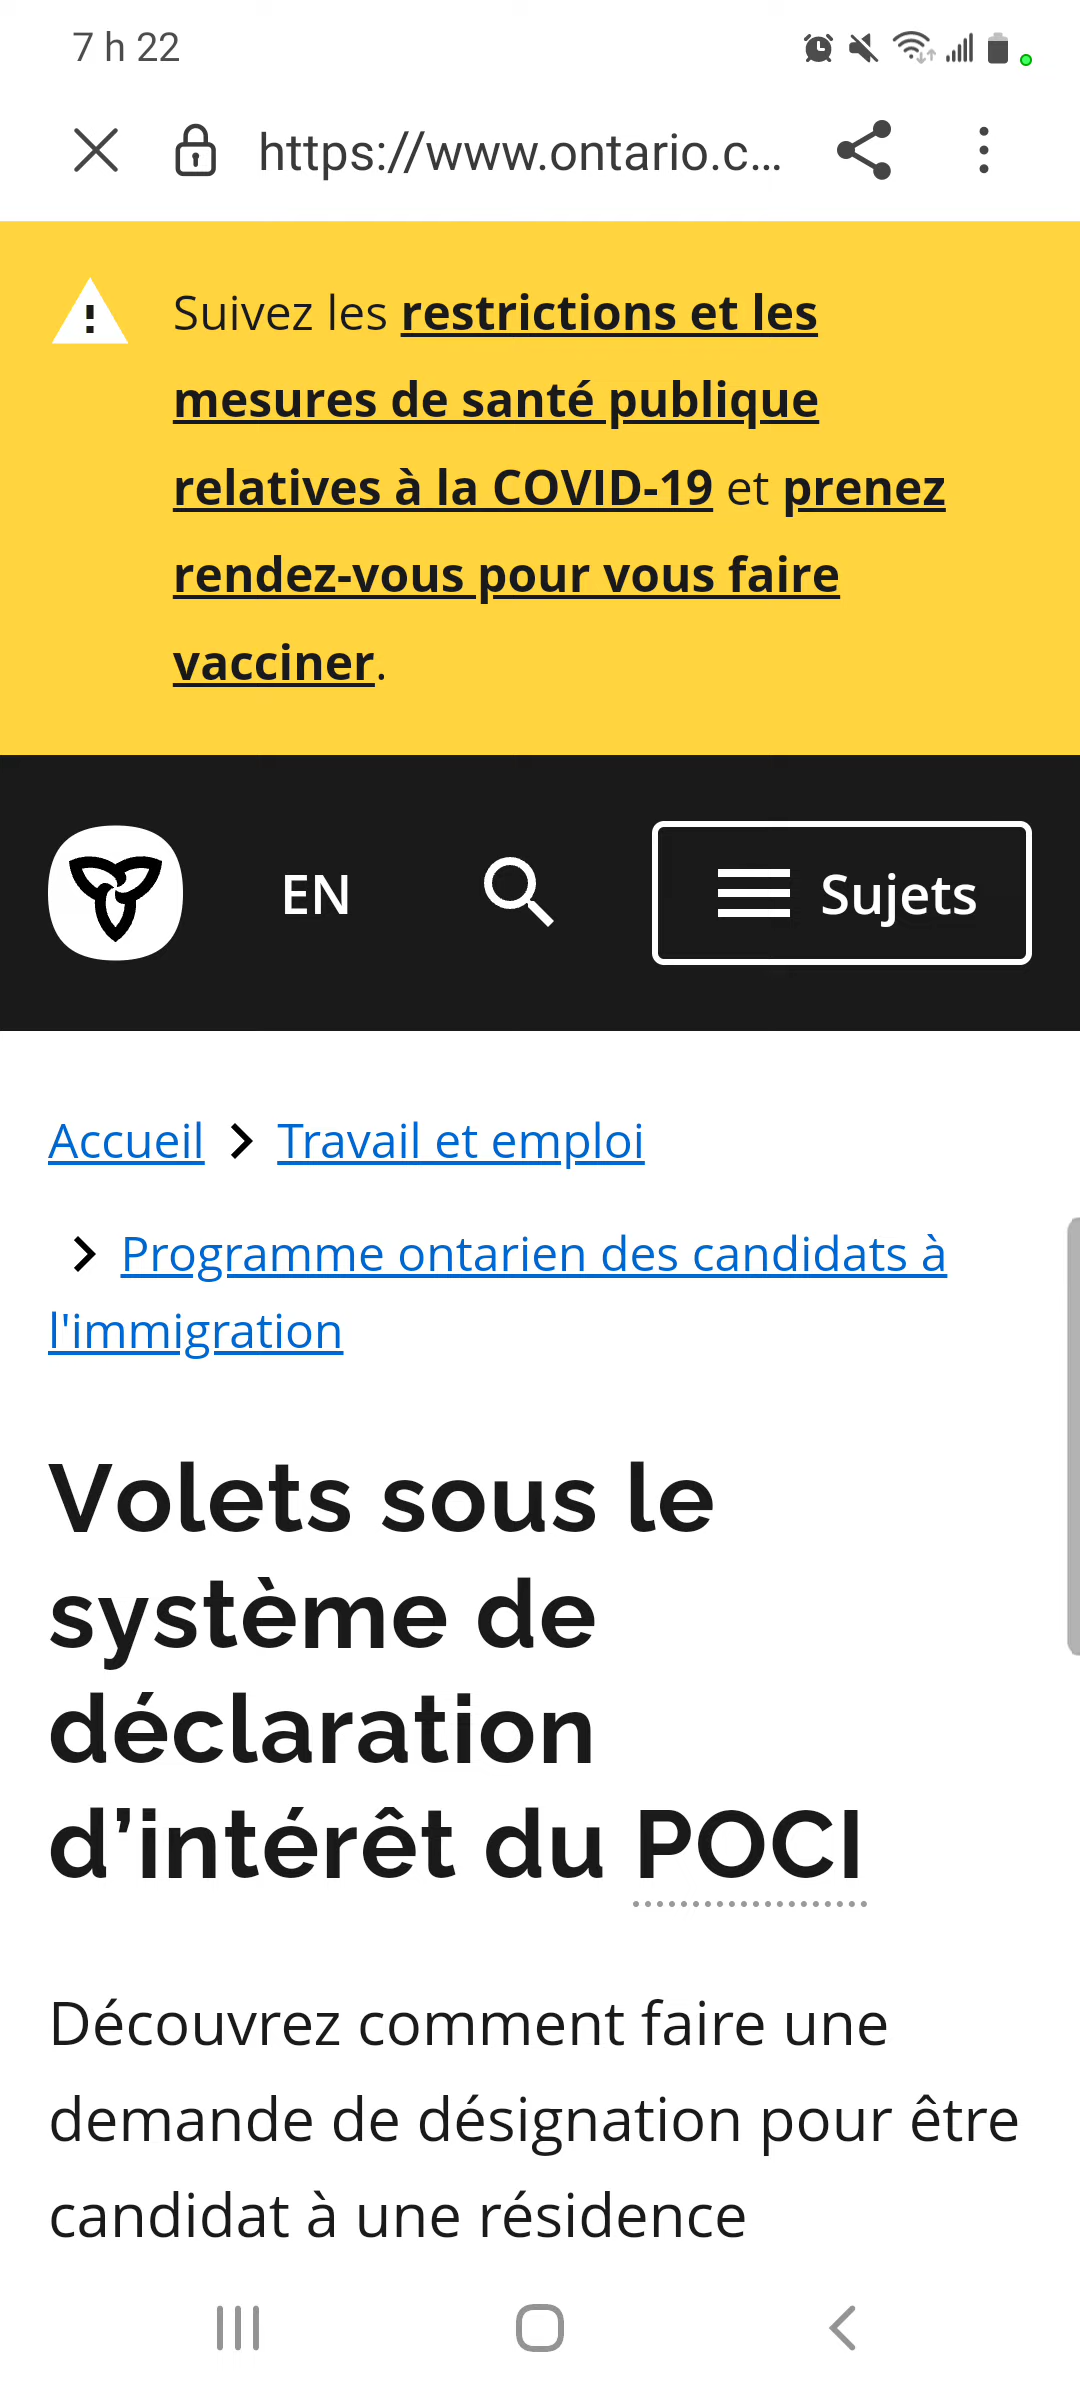 7 h 22
https://www.ontario.c...
Suivez les restrictions et les
mesures de santé publique
relatives à la COVID-19 et prenez
rendez-vous pour vous faire
vacciner.
EN
Sujets
Accueil > Travail et emploi
> Programme ontarien des candidats à
l'immigration
Volets sous le
système de
déclaration
d’intérêt du POCI
Découvrez comment faire une
demande de désignation pour être
candidat à une résidence